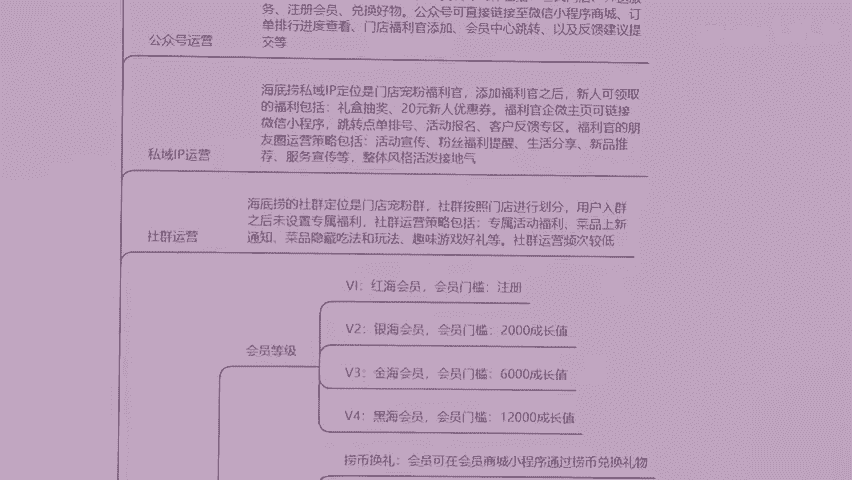 务、注册会员、兑换好物。公众号可直接链接至微信小程序商城、订
单排行进度查看、门店福利官添加、会员中心跳转、以及反馈建议提
交等
公众号运营
海底捞私域IP定位是门店宠粉福利官，添加福利官之后，新人可领取
的福利包括：礼盒抽奖、20元新人优惠券。福利官企微主页可链接
微信小程序，跳转点单排号、活动报名、客户反馈专区。福利官的朋
友圈运营策略包括：活动宣传、粉丝福利提醒、生活分享、新品推
荐、服务宣传等，整体风格活泼接地气
私域IP运营
海底捞的社群定位是门店宠粉群，社群按照门店进行划分，用户入群
之后未设置专属福利，社群运营策略包括：专属活动福利、菜品上新
通知、菜品隐藏吃法和玩法、趣味游戏好礼等。社群运营频次较低
社群运营
会员等级
V1：红海会员，会员门槛：注册
V2：银海会员，会员门槛：2000成长值
V3：金海会员，会员门槛：6000成长值
V4：黑海会员，会员门槛：12000成长值
捞币换礼：会员可在会员商城小程序通过捞币兑换礼物